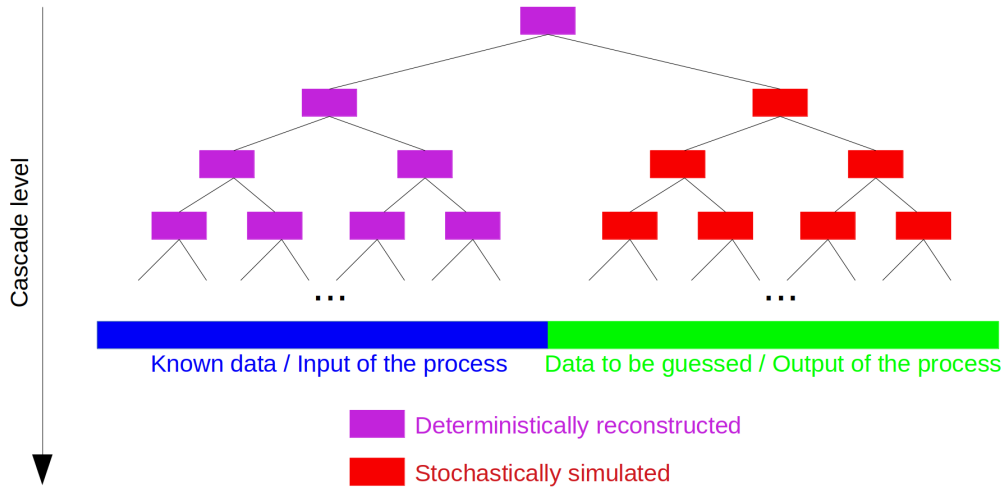 Cascade level
...
...
Known data / Input of the process
Data to be guessed / Output of the process
Deterministically reconstructed
Stochastically simulated